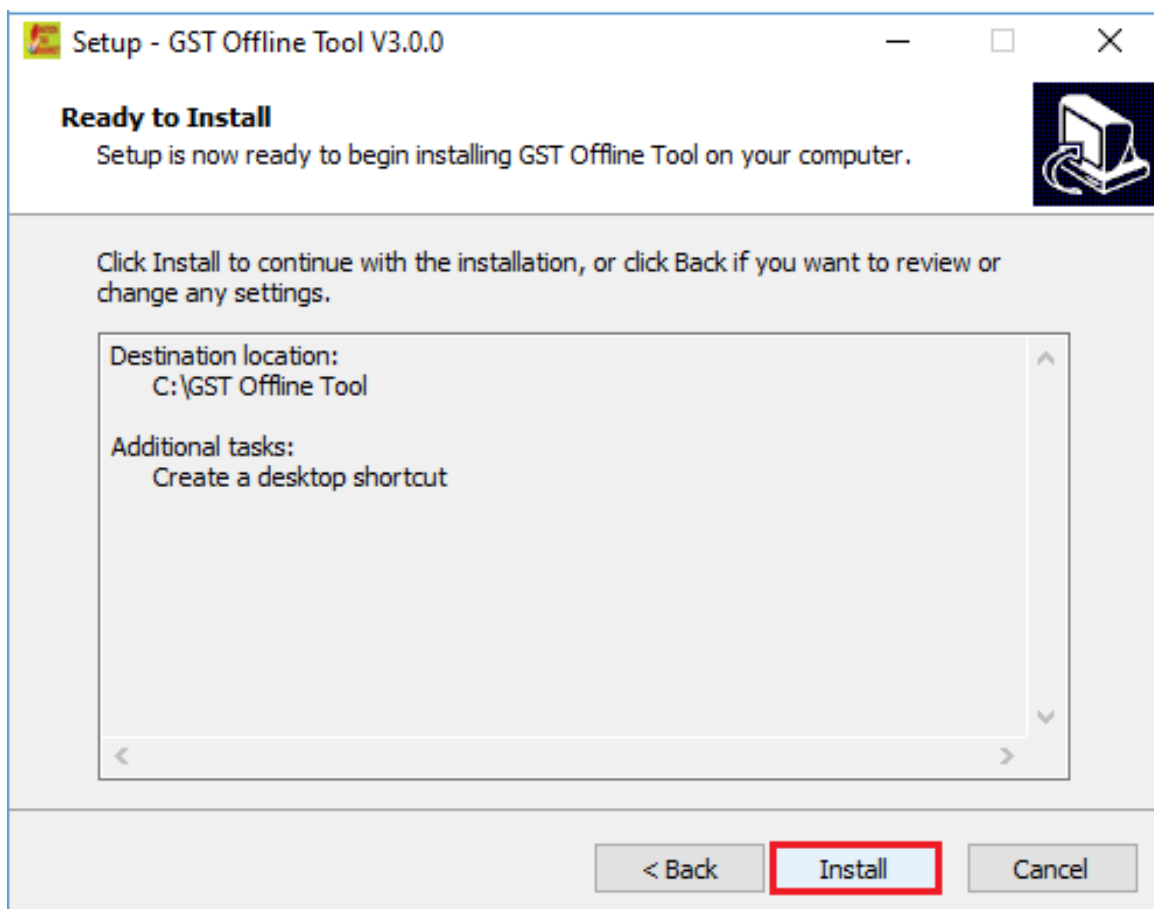 Setup - GST Offline Tool V3.0.0
Ready to Install
Setup is now ready to begin installing GST Offline Tool on your computer.
Click Install to continue with the installation, or click Back if you want to review or
change any settings.
Destination location:
C:\GST Offline Tool
Additional tasks:
Create a desktop shortcut
< Back
Install
Cancel